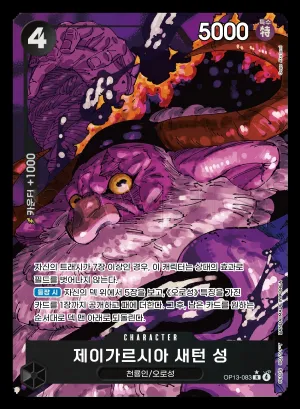 4
5000
특
카운터 +1000
자신의 트래시가 7장 이상인 경우, 이 캐릭터는 상대의 효과로
필드를 벗어나지 않는다.
등장 시 자신의 덱 위에서 5장을 보고, 《오로성》 특징을 가진
카드를 1장까지 공개하고 패에 더한다. 그 후, 남은 카드를 원하는
순서대로 덱 맨 아래로 되돌린다.
CHARACTER
제이가르시아 새턴 성
천룡인/오로성
OP13-083